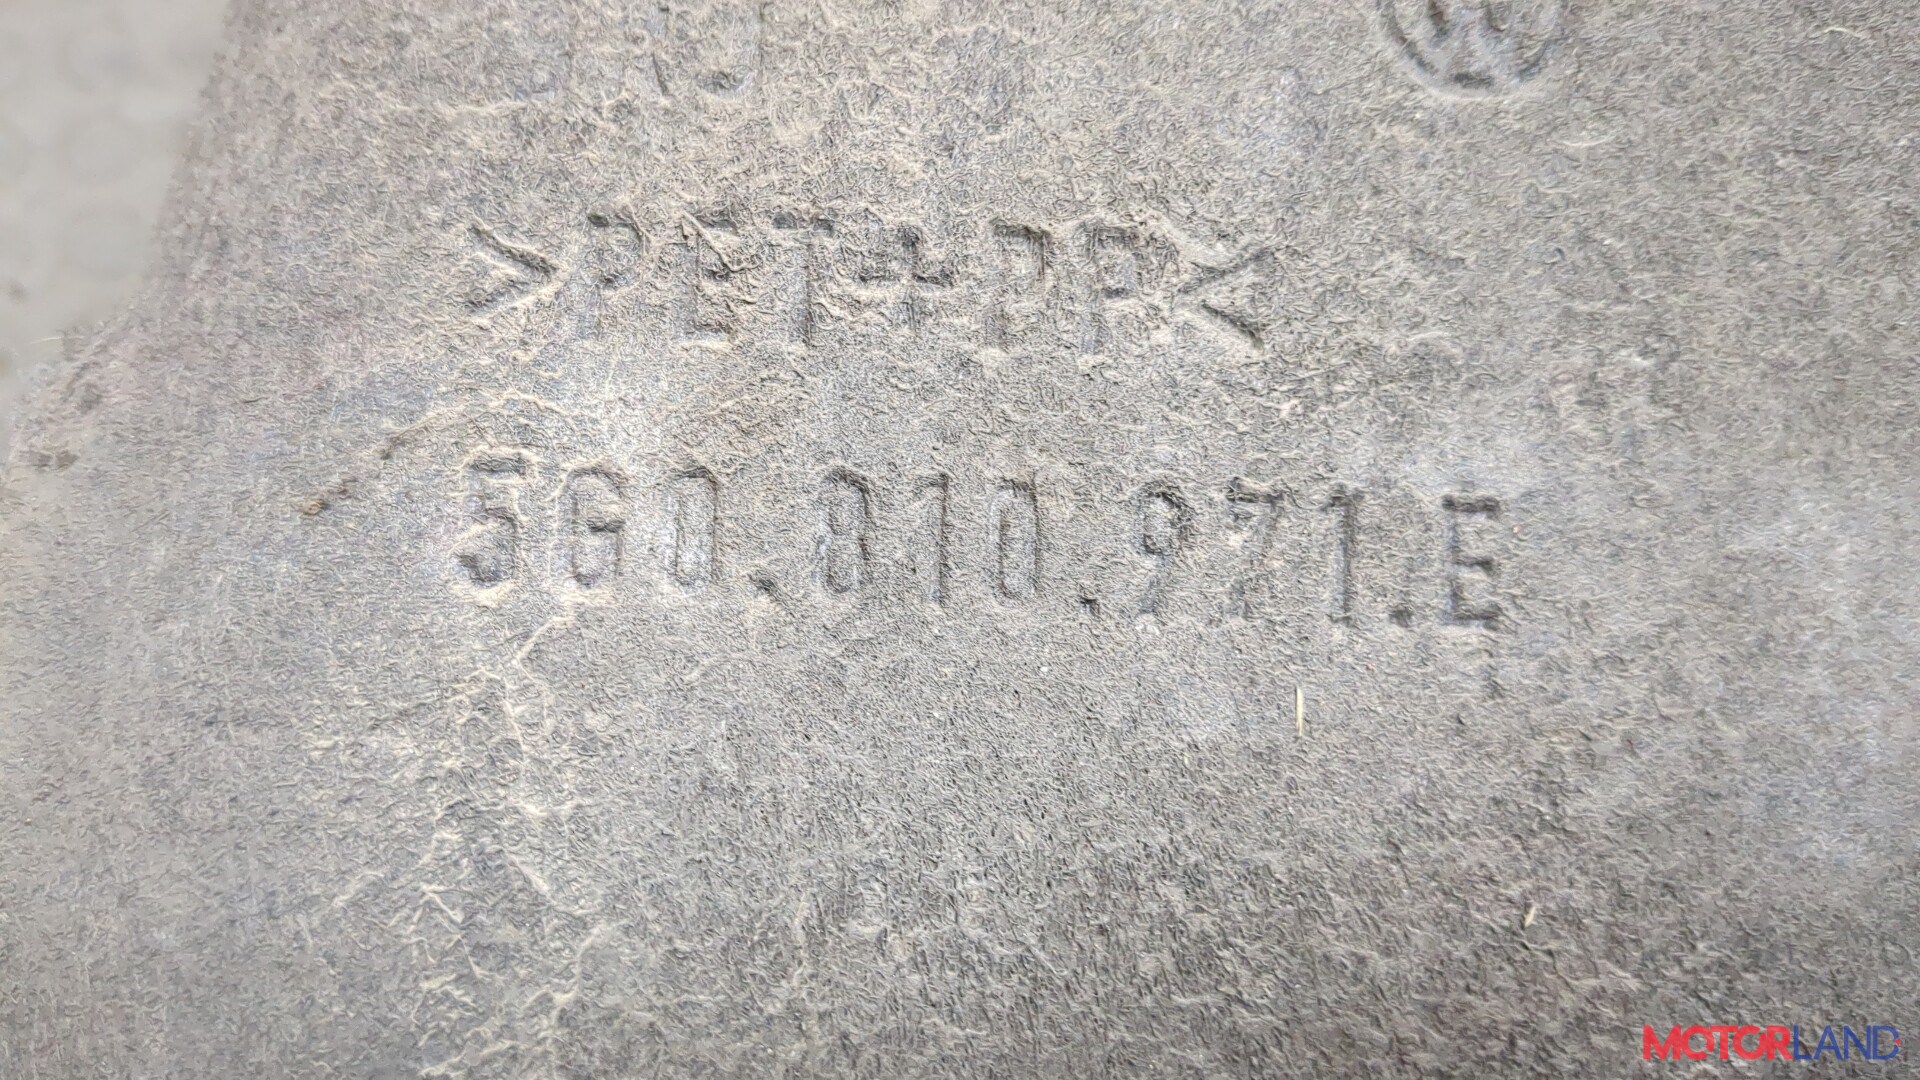 >PET+PP<
5G0.810.971.E
MOTORLAND